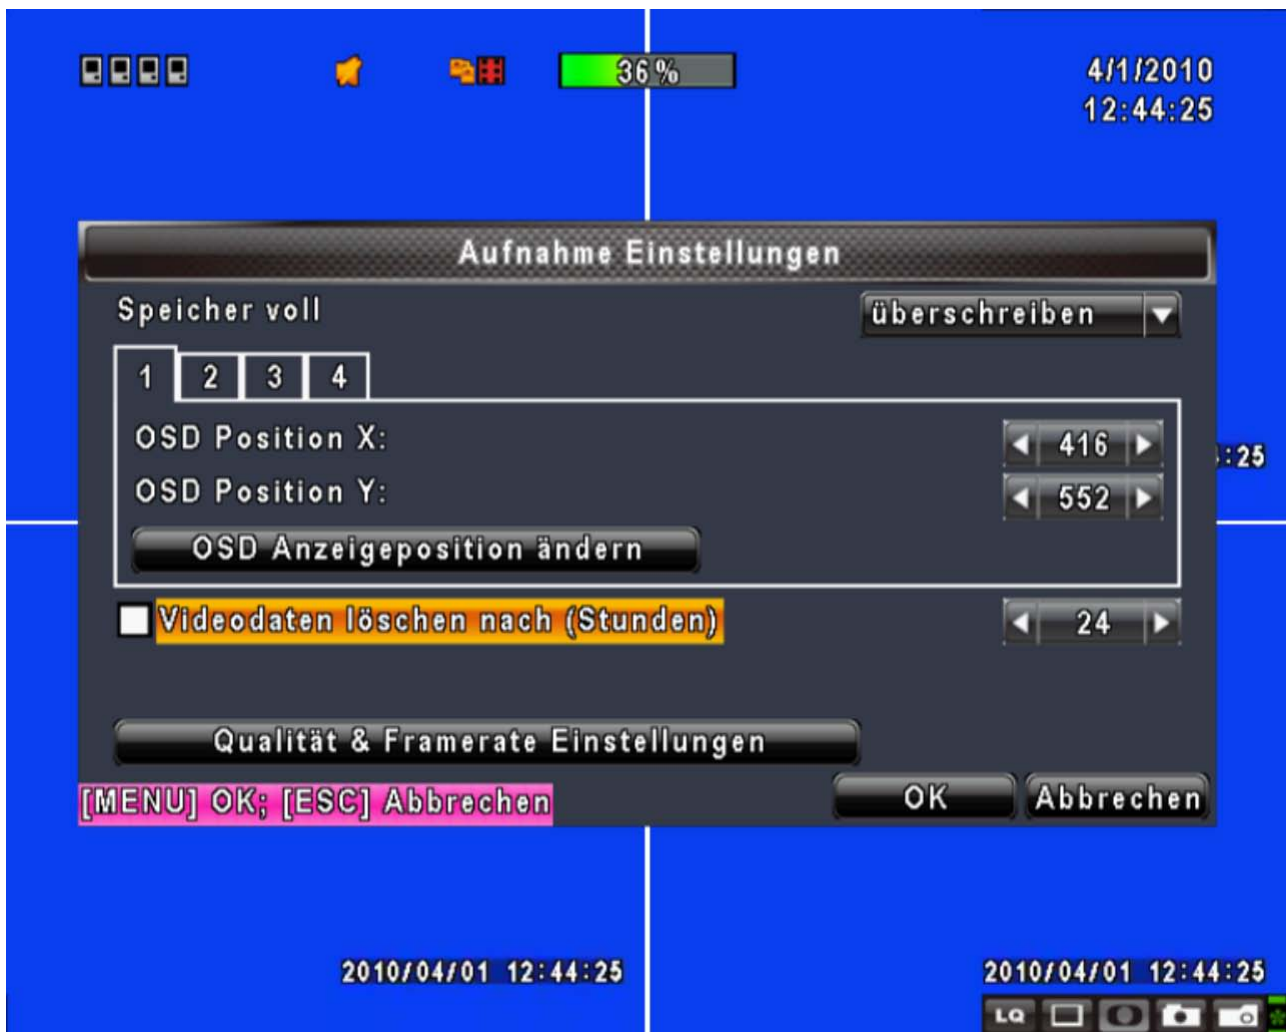 36%
4/1/2010
12:44:25
Aufnahme Einstellungen
Speicher voll
überschreiben
1 2 3 4
OSD Position X:
416
:25
OSD Position Y:
552
OSD Anzeigeposition ändern
Videodaten löschen nach (Stunden)
24
Qualität & Framerate Einstellungen
[MENU] OK; [ESC] Abbrechen
OK
Abbrechen
2010/04/01 12:44:25
2010/04/01 12:44:25
LQ